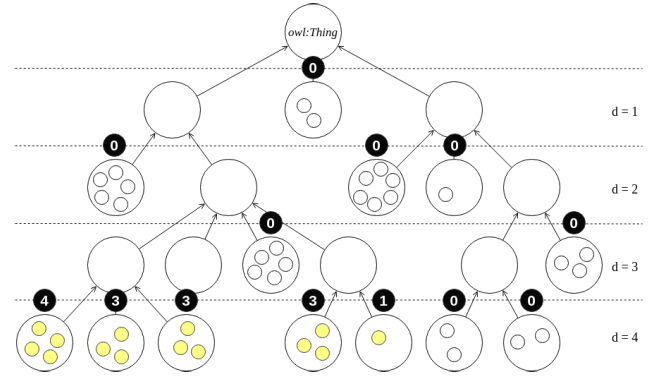 owl:Thing
0
d = 1
0 0 0
d = 2
0 0
d = 3
4 3 3 3 1 0 0
d = 4